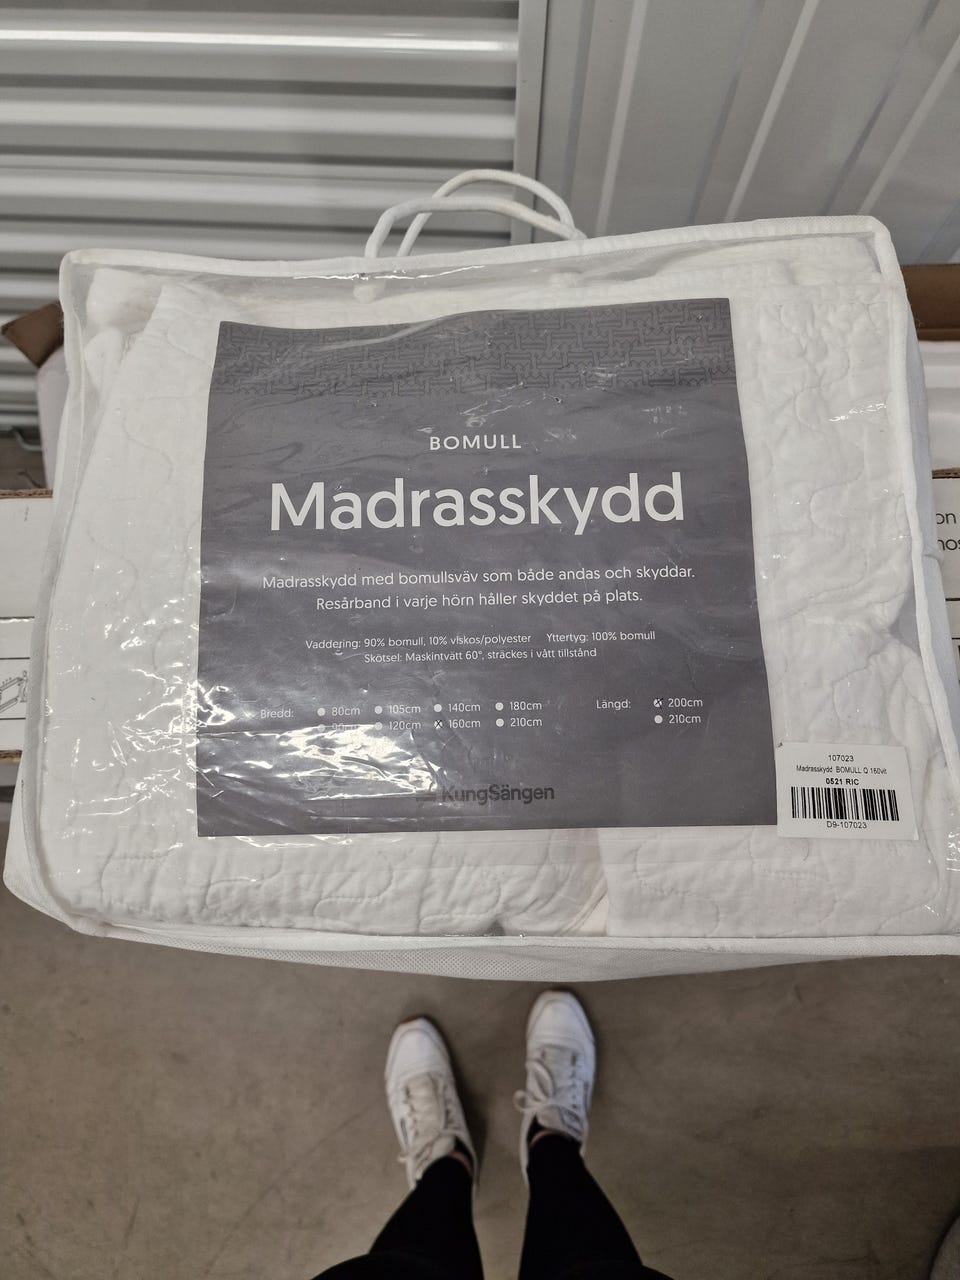 BOMULL
Madrasskydd
Madrasskydd med bomullsväv som både andas och skyddar.
Resårband i varje hörn håller skyddet på plats.
Vaddering: 90% bomull, 10% viskos/polyester Yttertyg: 100% bomull
Skötsel: Maskintvätt 60°, sträckes i vått tillstånd
Bredd: 80cm 105cm 140cm 180cm Längd: 200cm
90cm 120cm 160cm 210cm 210cm
KungSängen
107023
Madrasskydd BOMULL Q 160vit
0521 RIC
D9-107023
on